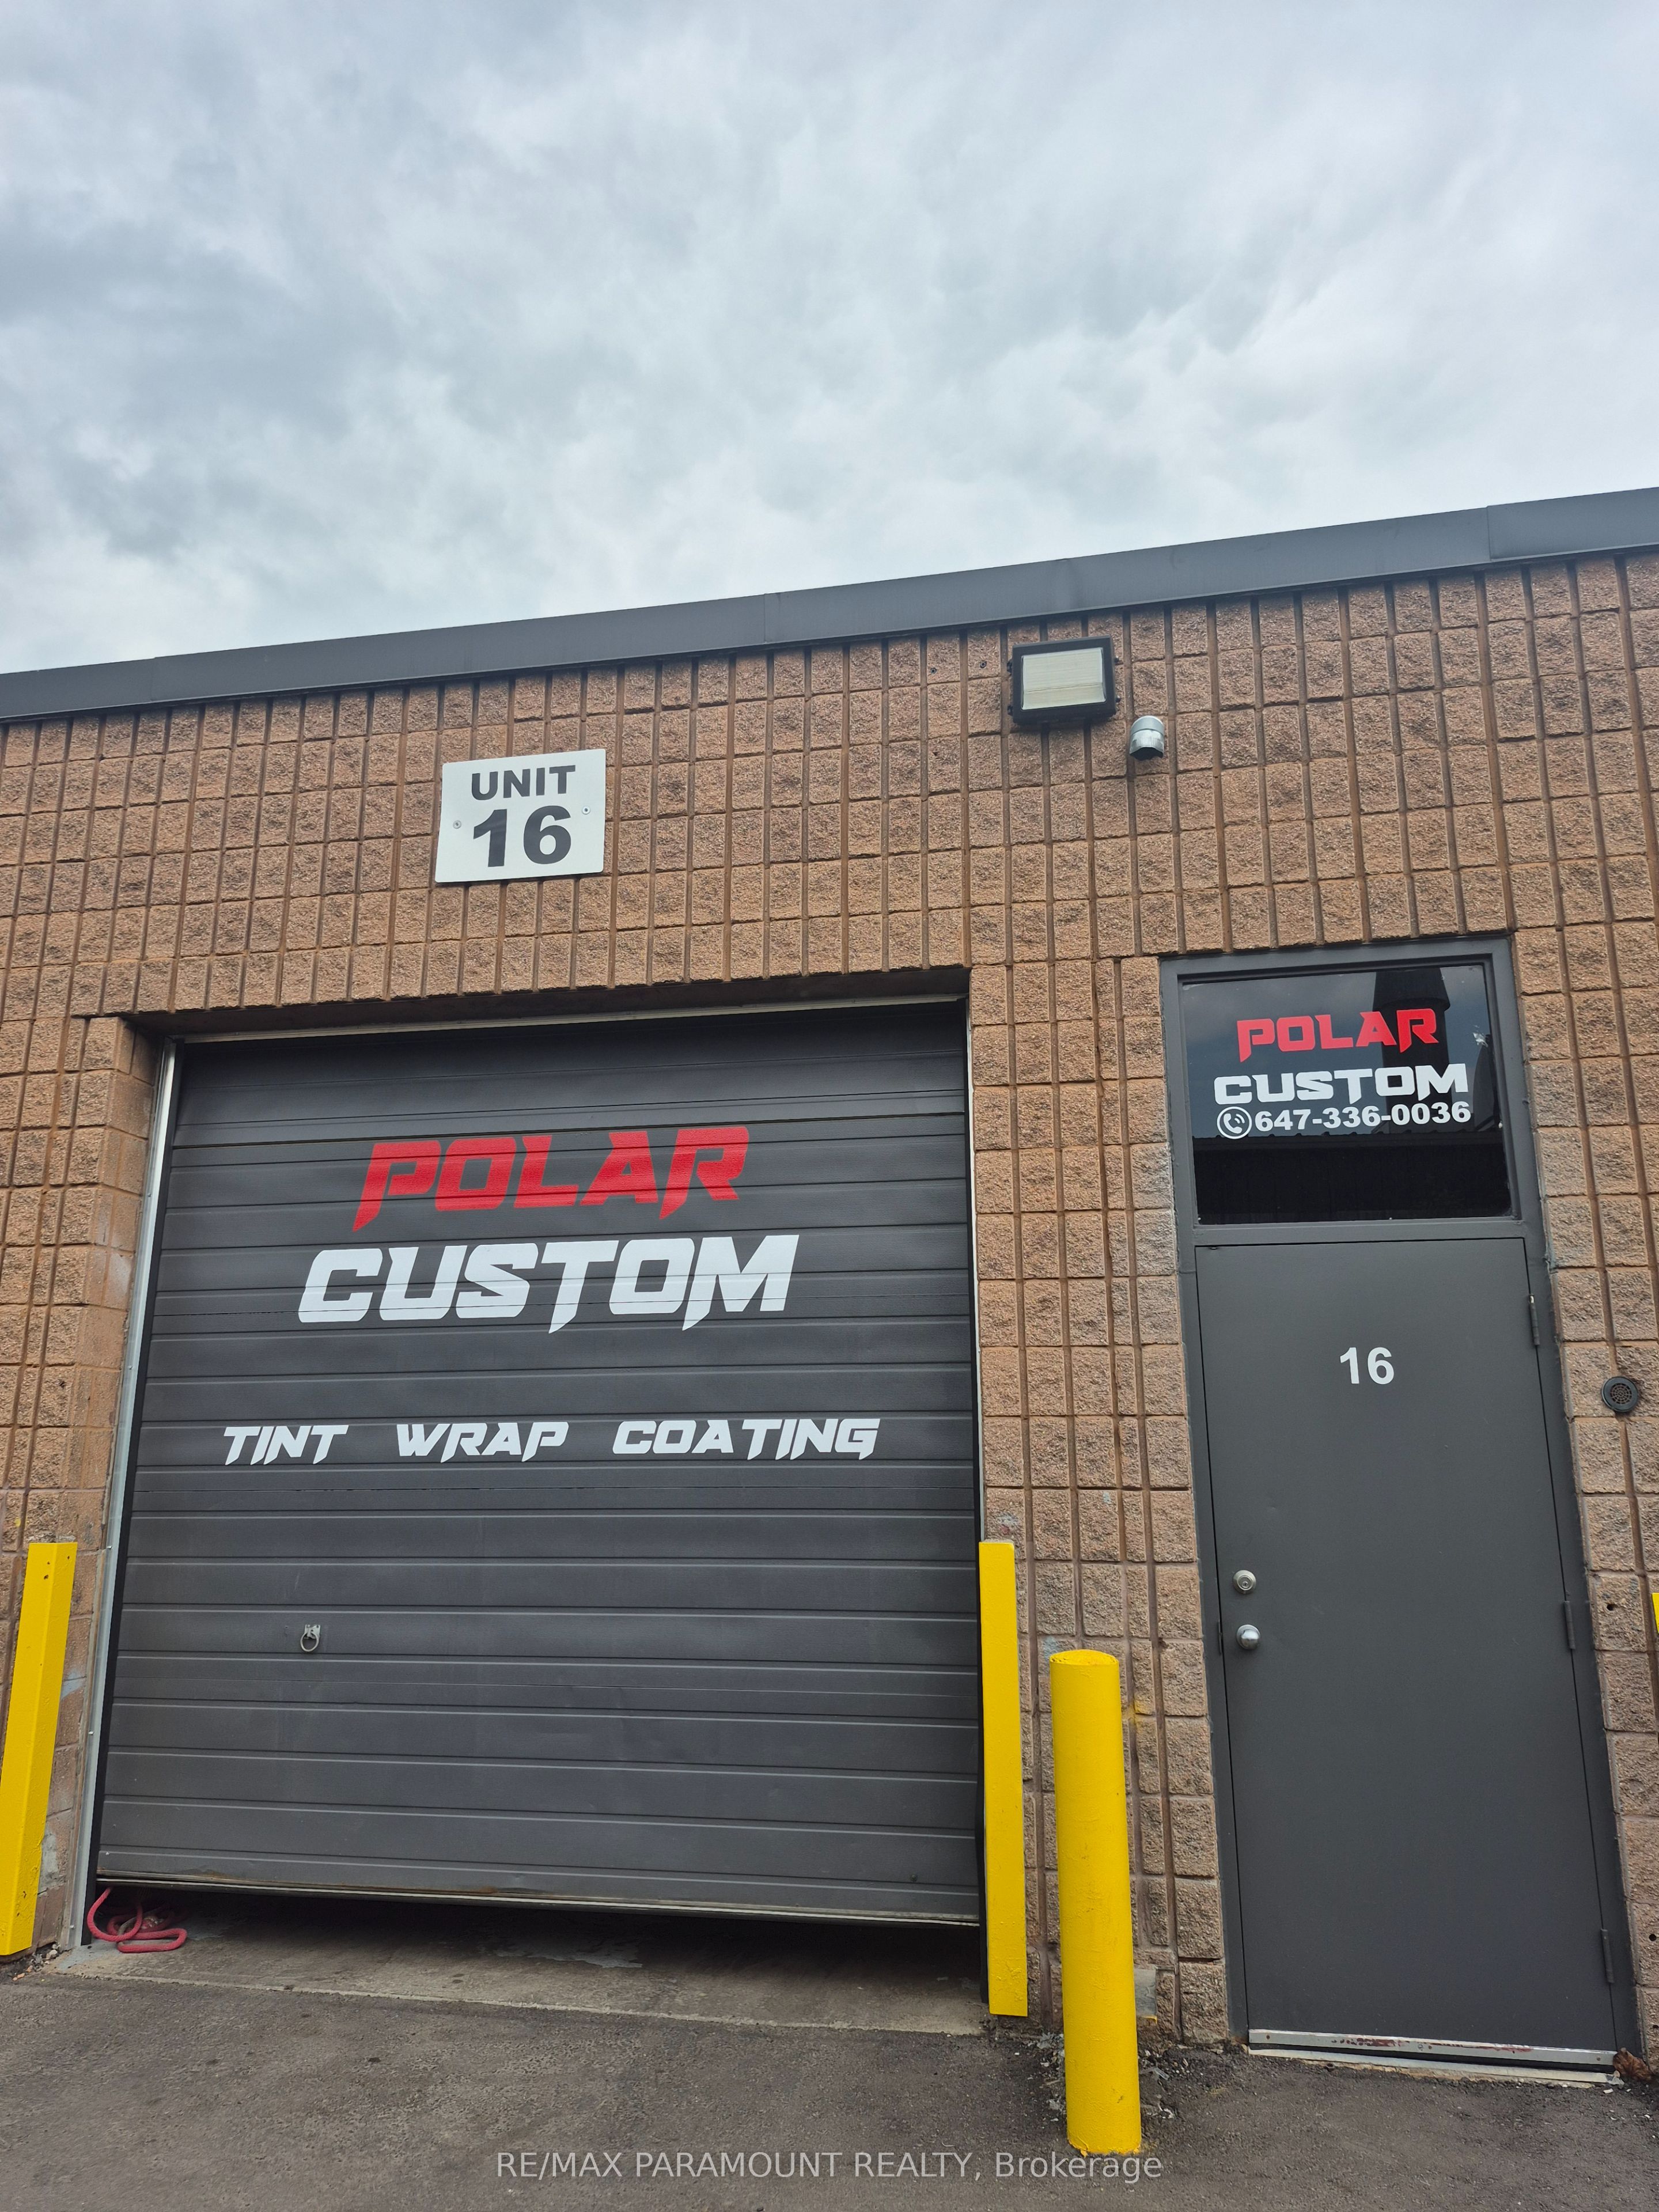 UNIT
16
POLAR
CUSTOM
647-336-0036
POLAR
CUSTOM
TINT WRAP COATING
16
RE/MAX PARAMOUNT REALTY, Brokerage